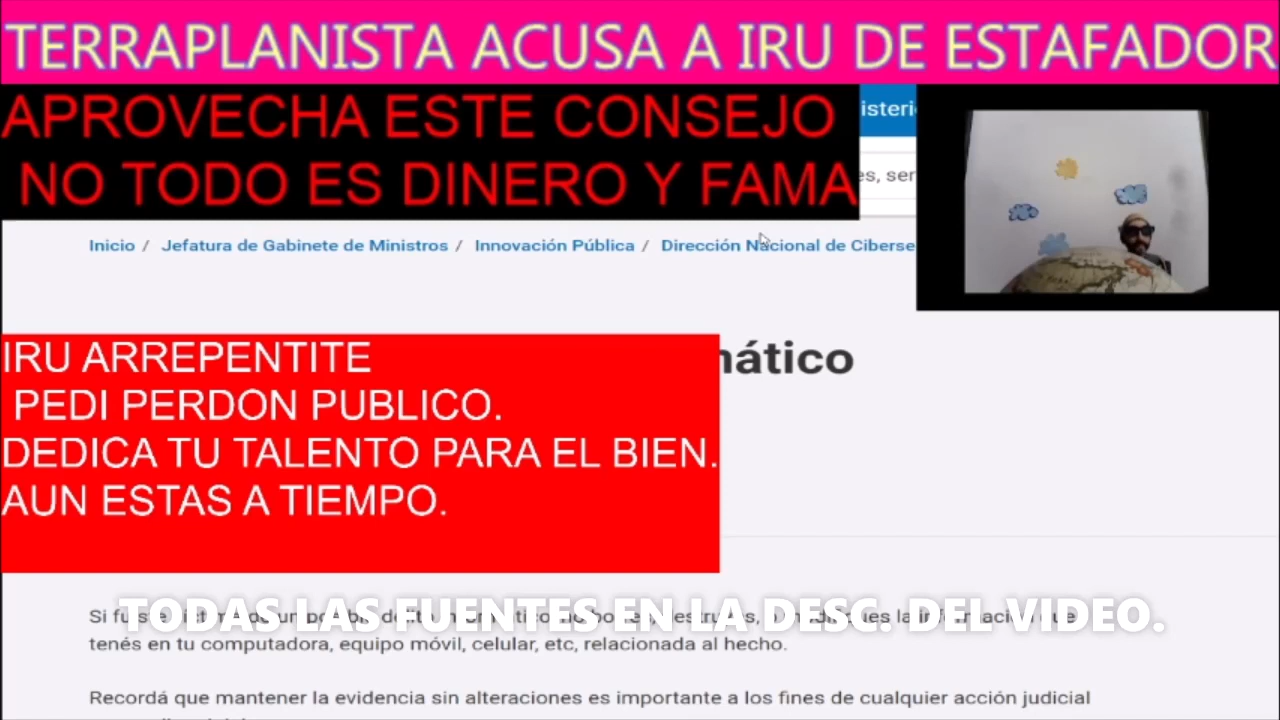 TERRAPLANISTA ACUSA A IRU DE ESTAFADOR
APROVECHA ESTE CONSEJO
NO TODO ES DINERO Y FAMA
Inicio / Jefatura de Gabinete de Ministros / Innovación Pública / Dirección Nacional de
IRU ARREPENTITE
PEDI PERDON PUBLICO.
DEDICA TU TALENTO PARA EL BIEN.
AUN ESTAS A TIEMPO.
TODAS LAS FUENTES EN LA DESC. DEL VIDEO.
tenés en tu computadora, equipo móvil, celular, etc, relacionada al hecho.
Recordá que mantener la evidencia sin alteraciones es importante a los fines de cualquier acción judicial